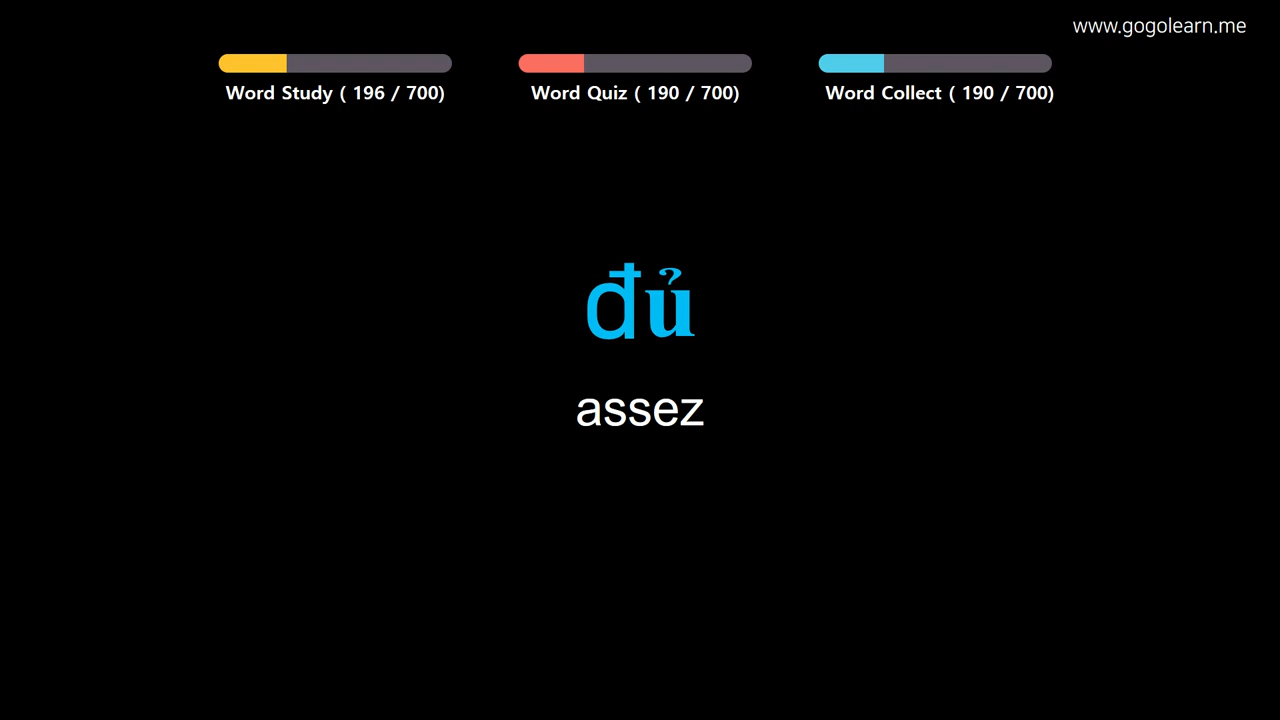 www.gogolearn.me
Word Study ( 196 / 700)
Word Quiz ( 190 / 700)
Word Collect ( 190 / 700)
đủ
assez